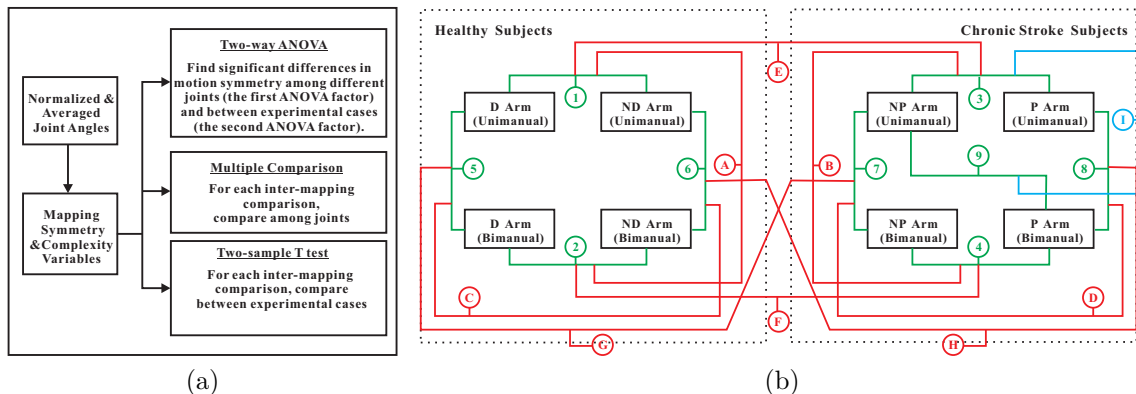 Normalized &
Averaged
Joint Angles
Mapping
Symmetry
&Complexity
Variables
Two-way ANOVA
Find significant differences in
motion symmetry among different
joints (the first ANOVA factor)
and between experimental cases
(the second ANOVA factor).
Multiple Comparison
For each inter-mapping
comparison,
compare among joints
Two-sample T test
For each inter-mapping
comparison, compare
between experimental cases
(a)
Healthy Subjects
D Arm
(Unimanual)
ND Arm
(Unimanual)
D Arm
(Bimanual)
ND Arm
(Bimanual)
1
5
6
2
A
C
G
E
F
Chronic Stroke Subjects
NP Arm
(Unimanual)
P Arm
(Unimanual)
NP Arm
(Bimanual)
P Arm
(Bimanual)
3
I
9
B
7
8
4
D
H
(b)